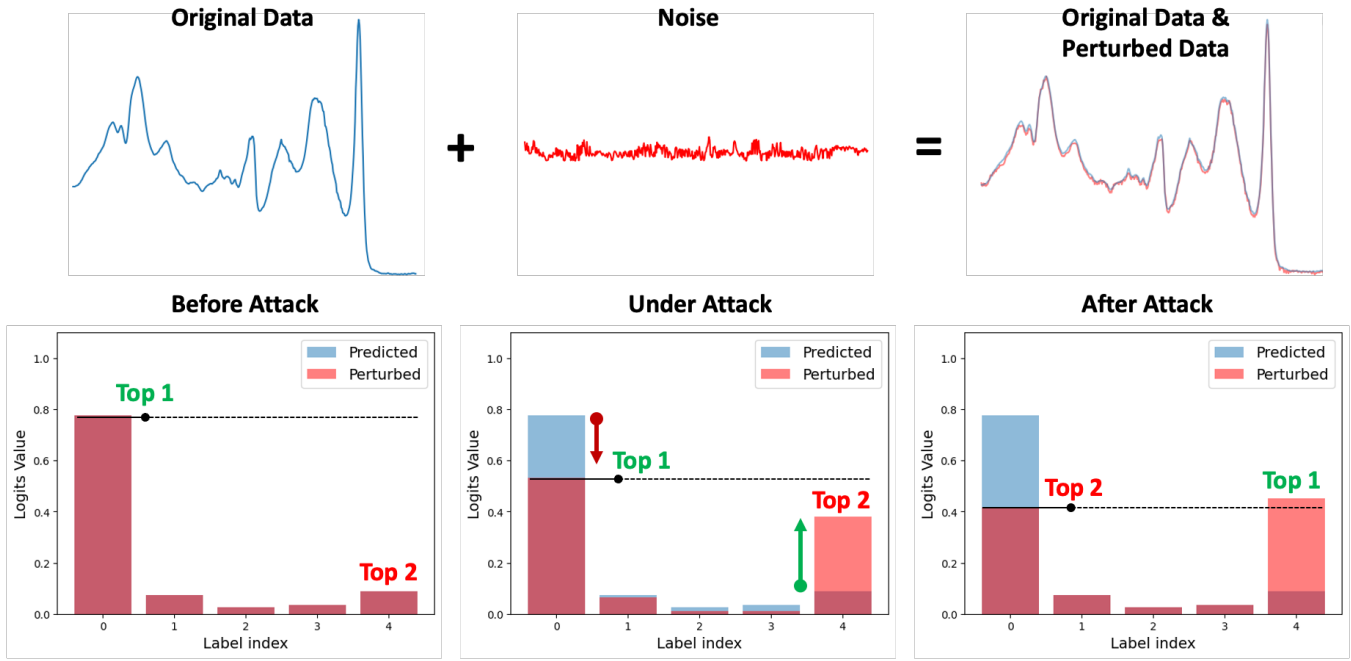 Original Data
Noise
Original Data &
Perturbed Data
+
=
Before Attack
Under Attack
After Attack
Logits Value
1.0
0.8
0.6
0.4
0.2
0.0
Predicted
Perturbed
Top 1
Top 2
0 1 2 3 4
Label index
Logits Value
1.0
0.8
0.6
0.4
0.2
0.0
Predicted
Perturbed
Top 1
Top 2
0 1 2 3 4
Label index
Logits Value
1.0
0.8
0.6
0.4
0.2
0.0
Predicted
Perturbed
Top 2
Top 1
0 1 2 3 4
Label index